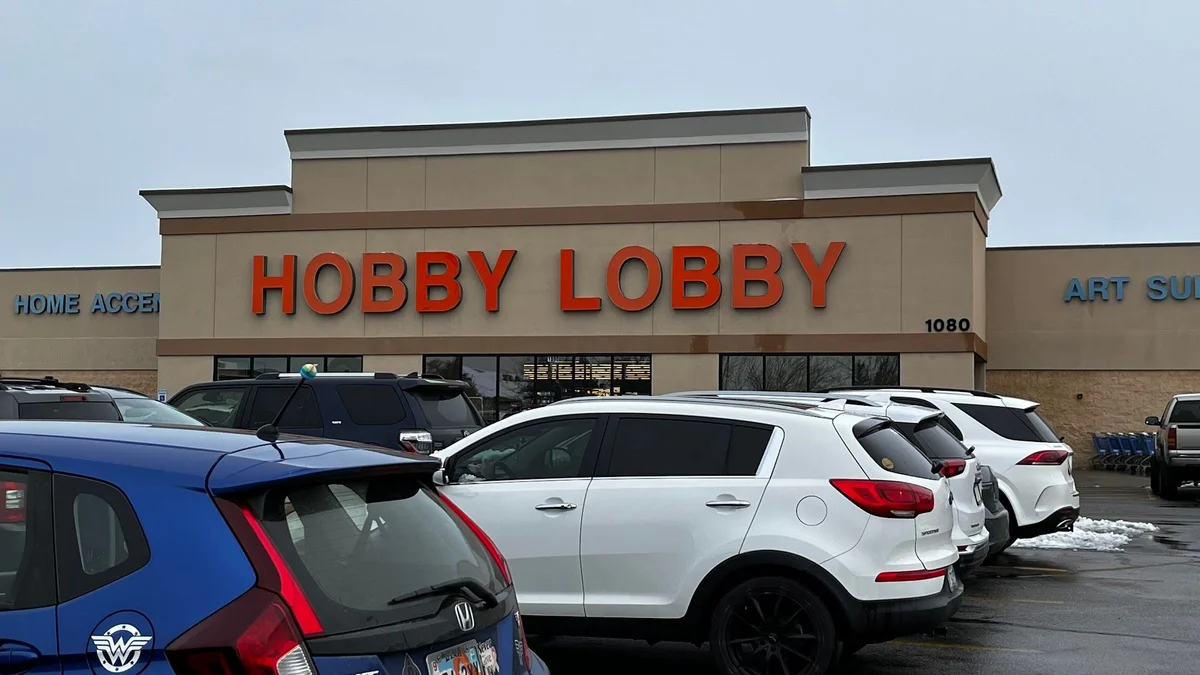 HOBBY LOBBY
HOME ACCEN
ART SU
1080